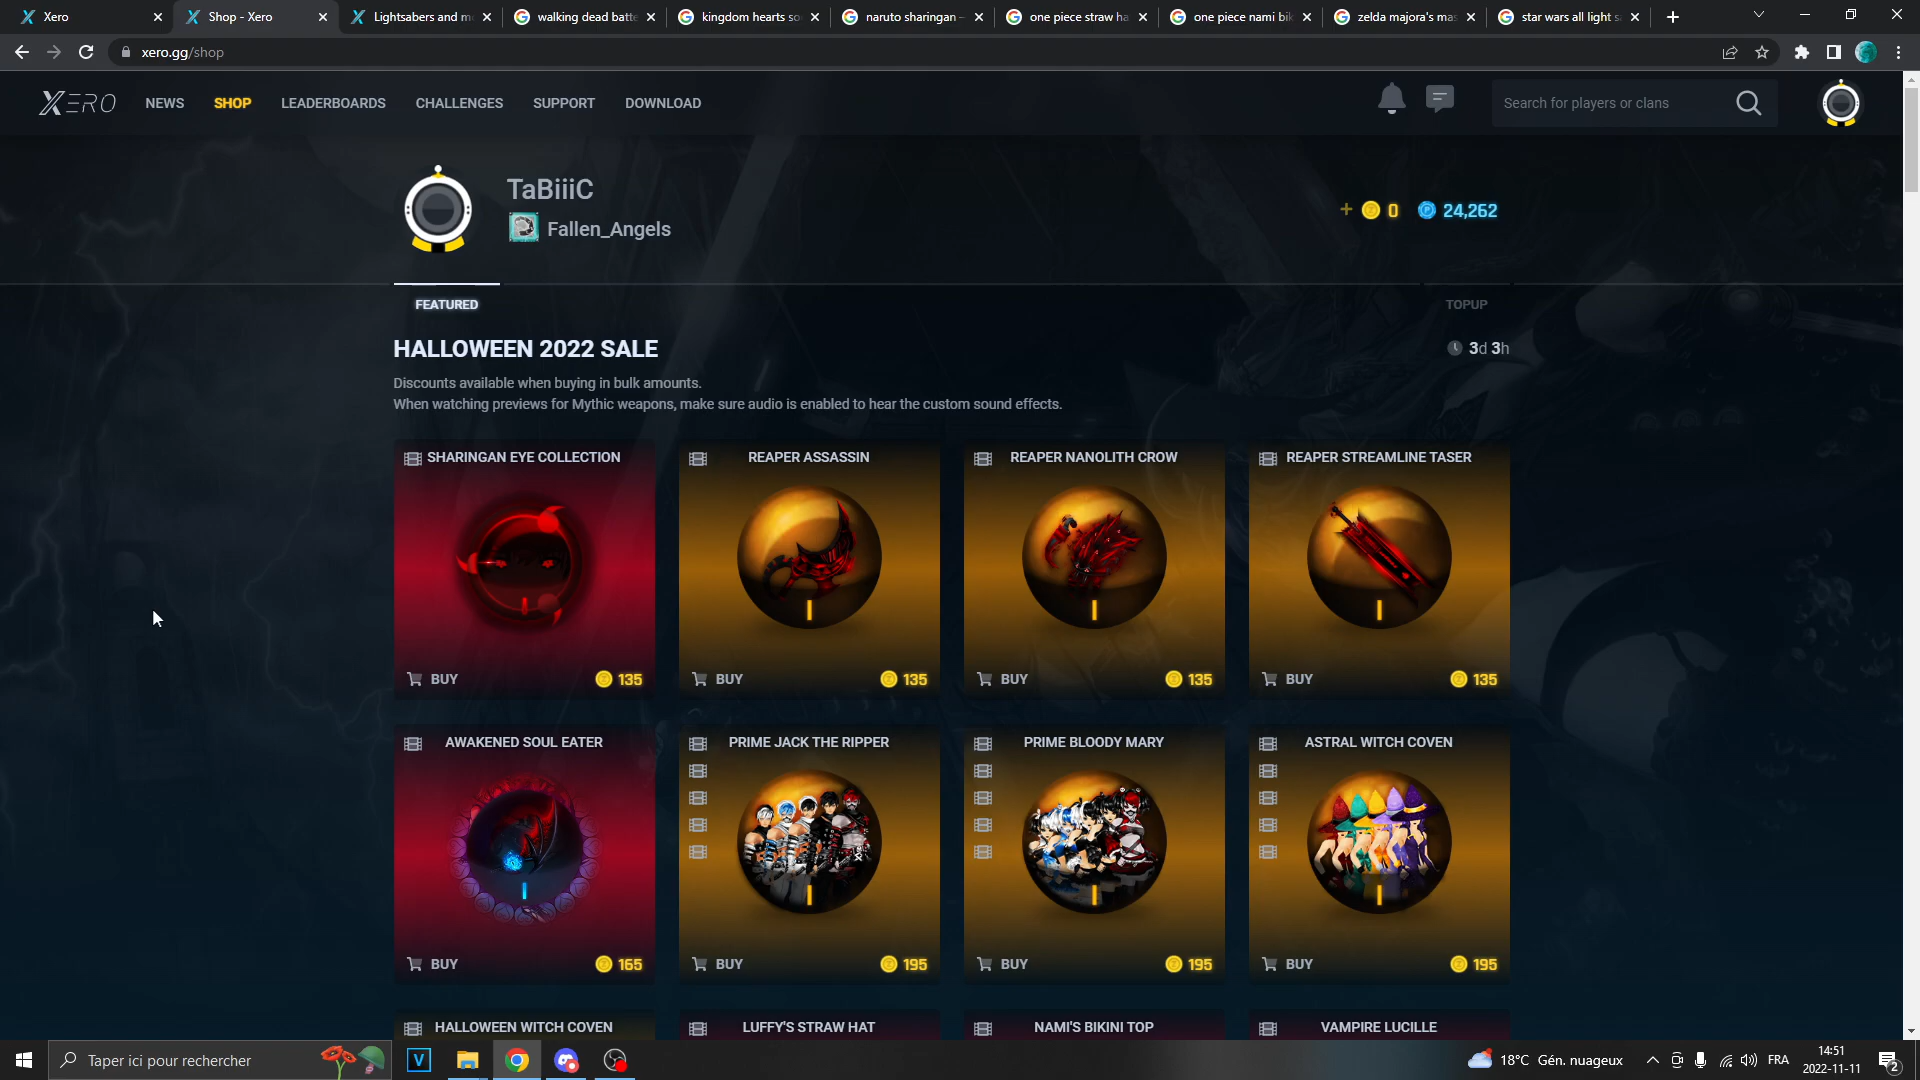 Xero
Shop - Xero
Lightsabers and m
walking dead batte
kingdom hearts so
naruto sharingan -
one piece straw ha
one piece nami bik
zelda majora's mas
star wars all light s
xero.gg/shop
XERO
NEWS
SHOP
LEADERBOARDS
CHALLENGES
SUPPORT
DOWNLOAD
Search for players or clans
TaBiiiC
Fallen_Angels
+ 0
24,262
FEATURED
TOPUP
HALLOWEEN 2022 SALE
3d 3h
Discounts available when buying in bulk amounts.
When watching previews for Mythic weapons, make sure audio is enabled to hear the custom sound effects.
SHARINGAN EYE COLLECTION
REAPER ASSASSIN
REAPER NANOLITH CROW
REAPER STREAMLINE TASER
BUY 135
BUY 135
BUY 135
BUY 135
AWAKENED SOUL EATER
PRIME JACK THE RIPPER
PRIME BLOODY MARY
ASTRAL WITCH COVEN
BUY 165
BUY 195
BUY 195
BUY 195
HALLOWEEN WITCH COVEN
LUFFY'S STRAW HAT
NAMI'S BIKINI TOP
VAMPIRE LUCILLE
Taper ici pour rechercher
V
18°C Gén. nuageux
FRA
14:51
2022-11-11
2